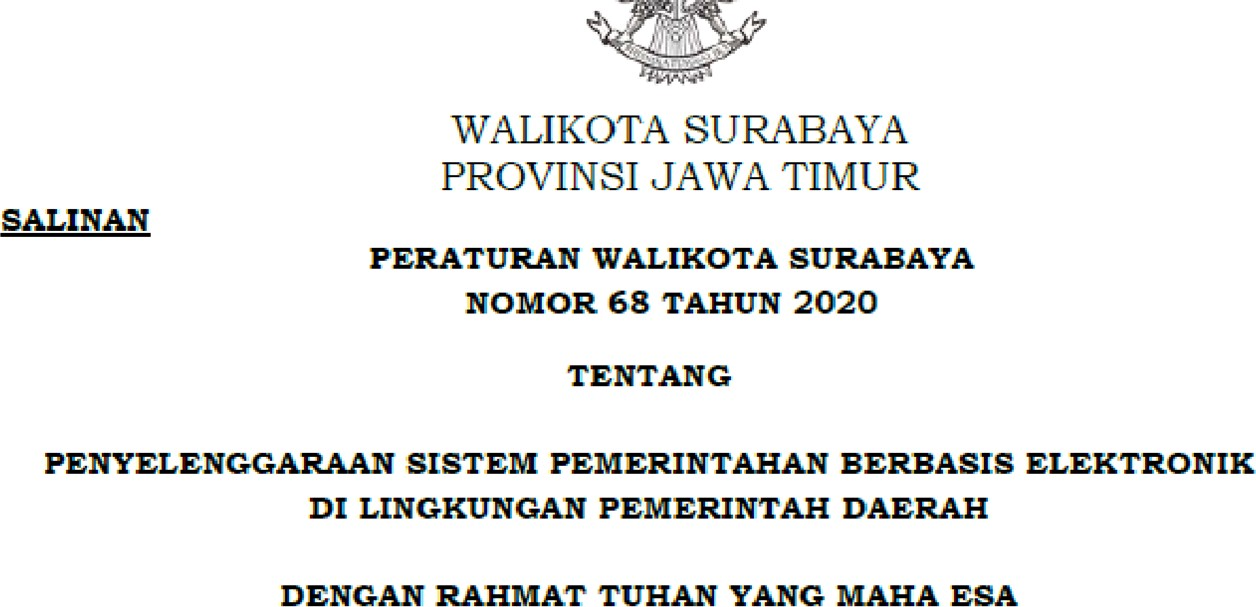 WALIKOTA SURABAYA
PROVINSI JAWA TIMUR
SALINAN
PERATURAN WALIKOTA SURABAYA
NOMOR 68 TAHUN 2020
TENTANG
PENYELENGGARAAN SISTEM PEMERINTAHAN BERBASIS ELEKTRONIK
DI LINGKUNGAN PEMERINTAH DAERAH
DENGAN RAHMAT TUHAN YANG MAHA ESA